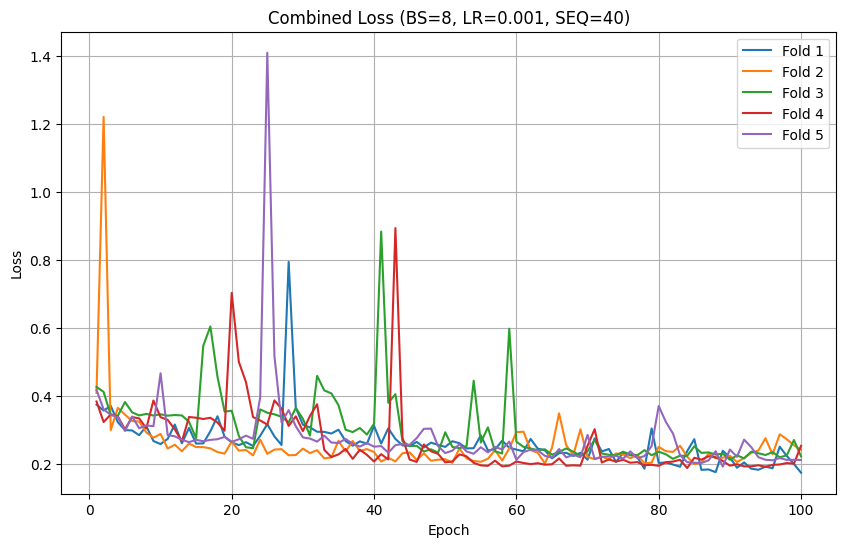 Combined Loss (BS=8, LR=0.001, SEQ=40)
Fold 1
Fold 2
Fold 3
Fold 4
Fold 5
Loss
1.4
1.2
1.0
0.8
0.6
0.4
0.2
0 20 40 60 80 100
Epoch